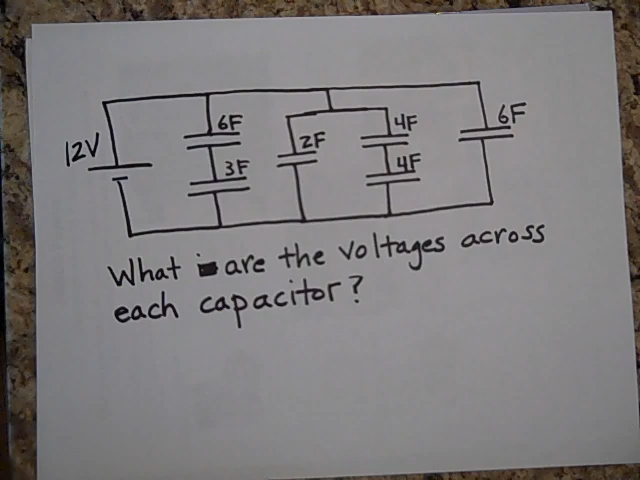 12V
6F
3F
2F
4F
4F
6F
What are the voltages across
each capacitor?